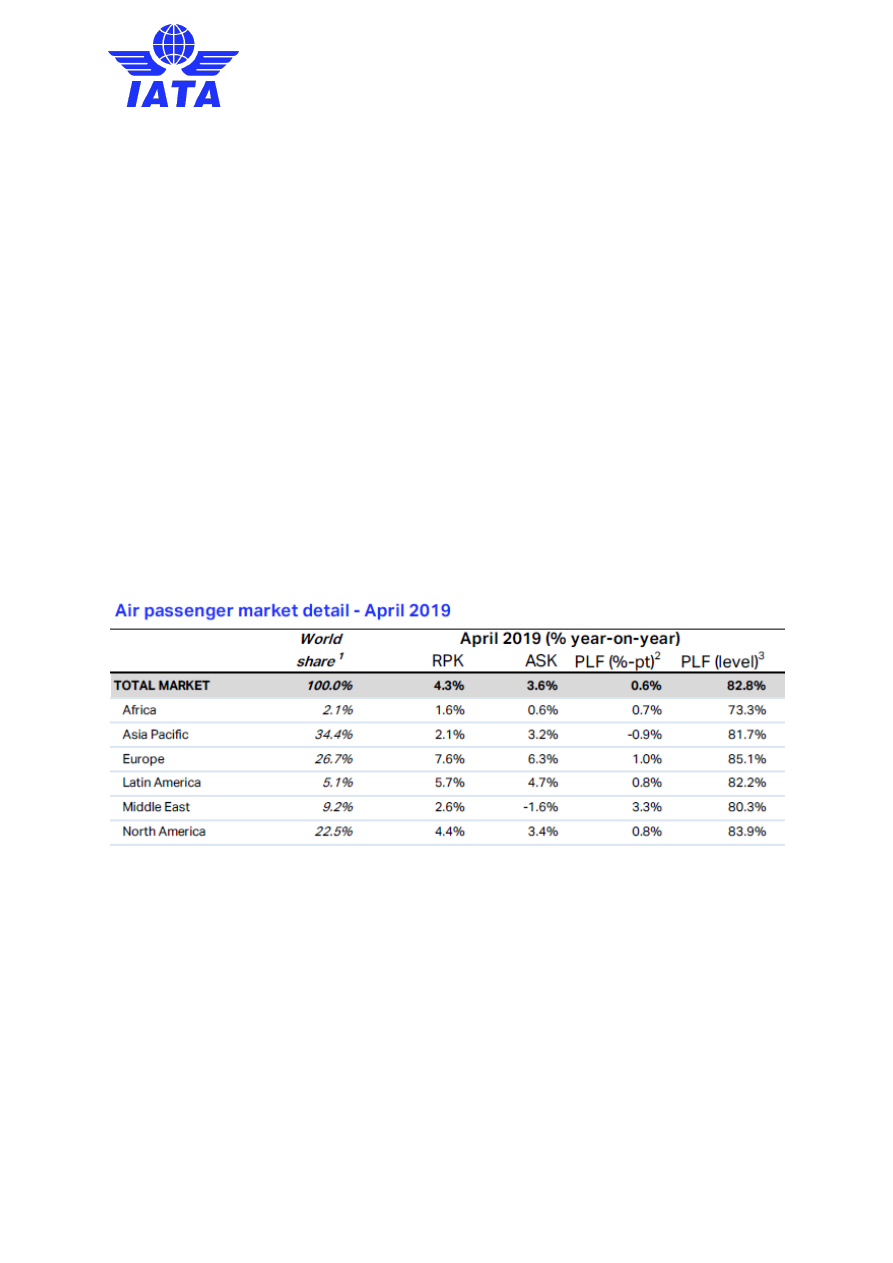 IATA
Air passenger market detail - April 2019
World April 2019 (% year-on-year)
share 1 RPK ASK PLF (%-pt)2 PLF (level)3
TOTAL MARKET 100.0% 4.3% 3.6% 0.6% 82.8%
Africa 2.1% 1.6% 0.6% 0.7% 73.3%
Asia Pacific 34.4% 2.1% 3.2% -0.9% 81.7%
Europe 26.7% 7.6% 6.3% 1.0% 85.1%
Latin America 5.1% 5.7% 4.7% 0.8% 82.2%
Middle East 9.2% 2.6% -1.6% 3.3% 80.3%
North America 22.5% 4.4% 3.4% 0.8% 83.9%